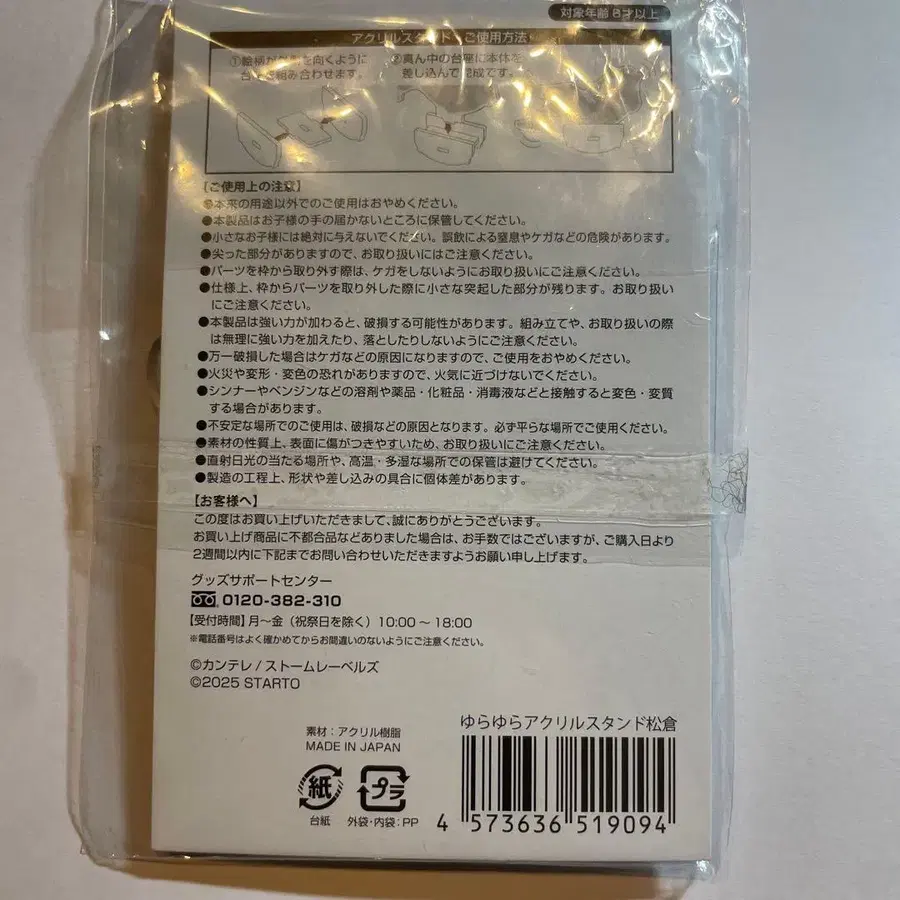 対象年齢 8才以上
アクリルスタンド ご使用方法
①絵柄が外側を向くように
台座を組み合わせます。
②真ん中の台座に本体を
差し込んで完成です。
【ご使用上の注意】
●本来の用途以外でのご使用はおやめください。
●本製品はお子様の手の届かないところに保管してください。
●小さなお子様には絶対に与えないでください。誤飲による窒息やケガなどの危険があります。
●尖った部分がありますので、お取り扱いにはご注意ください。
●パーツを枠から取り外す際は、ケガをしないようにお取り扱いにご注意ください。
●仕様上、枠からパーツを取り外した際に小さな突起した部分が残ります。お取り扱い
にご注意ください。
●本製品は強い力が加わると、破損する可能性があります。組み立てや、お取り扱いの際
は無理に強い力を加えたり、落としたりしないようにご注意ください。
●万一破損した場合はケガなどの原因になりますので、ご使用をおやめください。
●火災や変形・変色の恐れがありますので、火気に近づけないでください。
●シンナーやベンジンなどの溶剤や薬品・化粧品・消毒液などと接触すると変色・変質
する場合があります。
●不安定な場所でのご使用は、破損などの原因となります。必ず平らな場所でご使用ください。
●素材の性質上、表面に傷がつきやすいため、お取り扱いにご注意ください。
●直射日光の当たる場所や、高温・多湿な場所での保管は避けてください。
●製造の工程上、形状や差し込みの具合に個体差があります。
【お客様へ】
この度はお買い上げいただきまして、誠にありがとうございます。
お買い上げ商品に不都合品などありました場合は、お手数ではございますが、ご購入日より
2週間以内に下記までお問い合わせいただきますようお願い申し上げます。
グッズサポートセンター
0120-382-310
【受付時間】月～金（祝祭日を除く）10:00～18:00
※電話番号はよく確かめてからお間違いのないようにご注意ください。
©カンテレ/ストームレーベルズ
©2025 STARTO
ゆらゆらアクリルスタンド松倉
素材：アクリル樹脂
MADE IN JAPAN
紙
プラ
台紙
外袋・内袋：PP
4 573636 519094